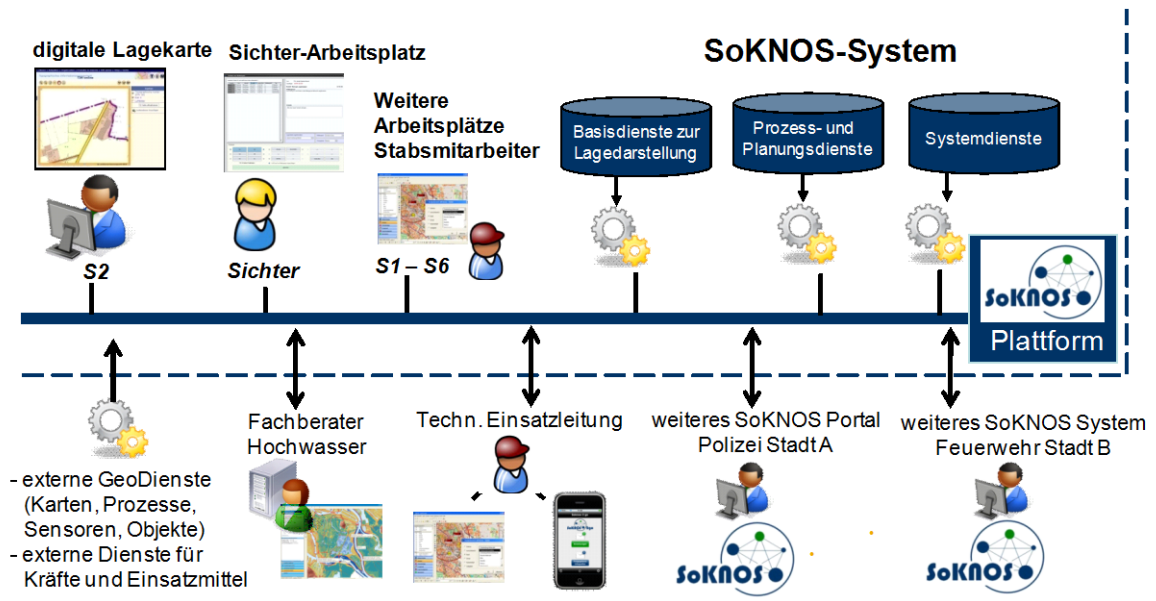 digitale Lagekarte
Sichter-Arbeitsplatz
SoKNOS-System
Weitere
Arbeitsplätze
Stabsmitarbeiter
Basisdienste zur
Lagedarstellung
Prozess- und
Planungsdienste
Systemdienste
S2
Sichter
S1 – S6
SoKNOS
Plattform
- externe GeoDienste
(Karten, Prozesse,
Sensoren, Objekte)
- externe Dienste für
Kräfte und Einsatzmittel
Fachberater
Hochwasser
Techn. Einsatzleitung
weiteres SoKNOS Portal
Polizei Stadt A
SoKNOS
weiteres SoKNOS System
Feuerwehr Stadt B
SoKNOS